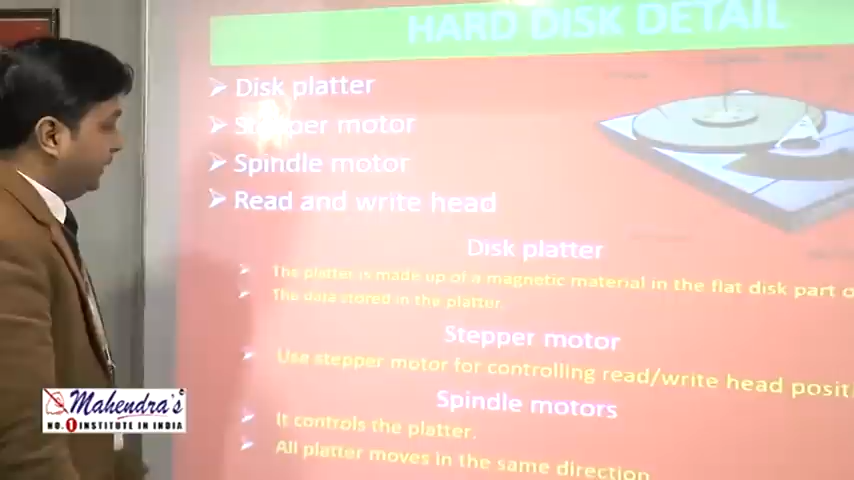 HARD DISK DETAIL
Disk platter
Stepper motor
Spindle motor
Read and write head
Disk platter
The platter is made up of a magnetic material in the flat disk part
The data stored in the platter.
Stepper motor
Use stepper motor for controlling read/write head
Spindle motors
It controls the platter.
All platter moves in the same direction
Mahendra's
NO. 1 INSTITUTE IN INDIA